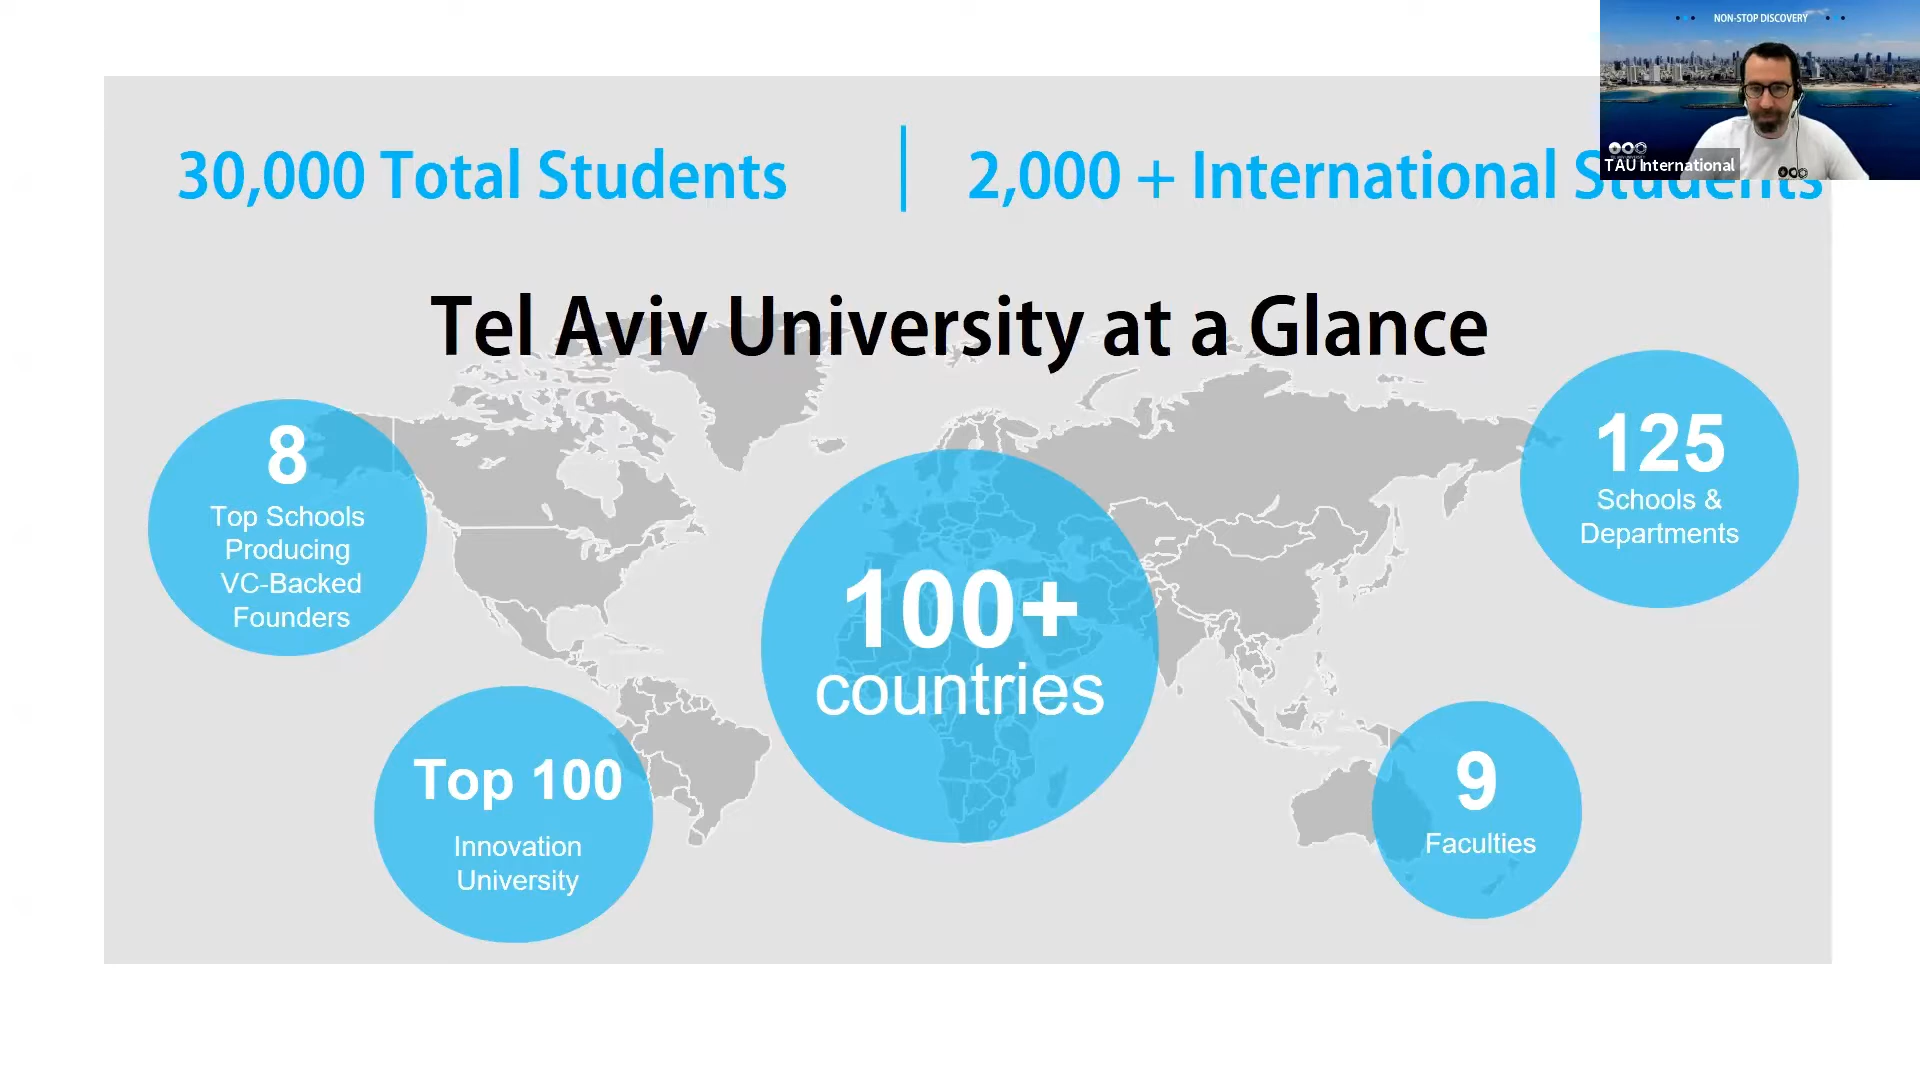 NON-STOP DISCOVERY
TAU International
30,000 Total Students
2,000 + International Students
Tel Aviv University at a Glance
8
Top Schools
Producing
VC-Backed
Founders
125
Schools &
Departments
100+
countries
Top 100
Innovation
University
9
Faculties